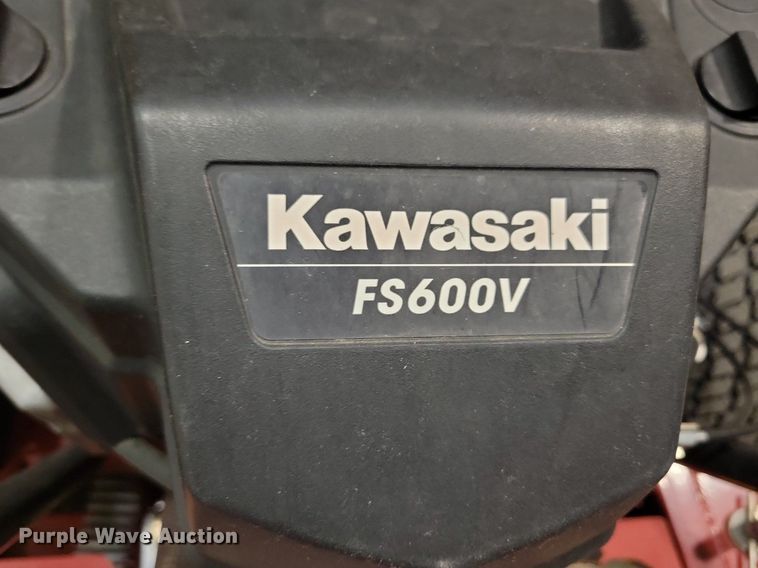 Kawasaki
FS600V
Purple Wave Auction